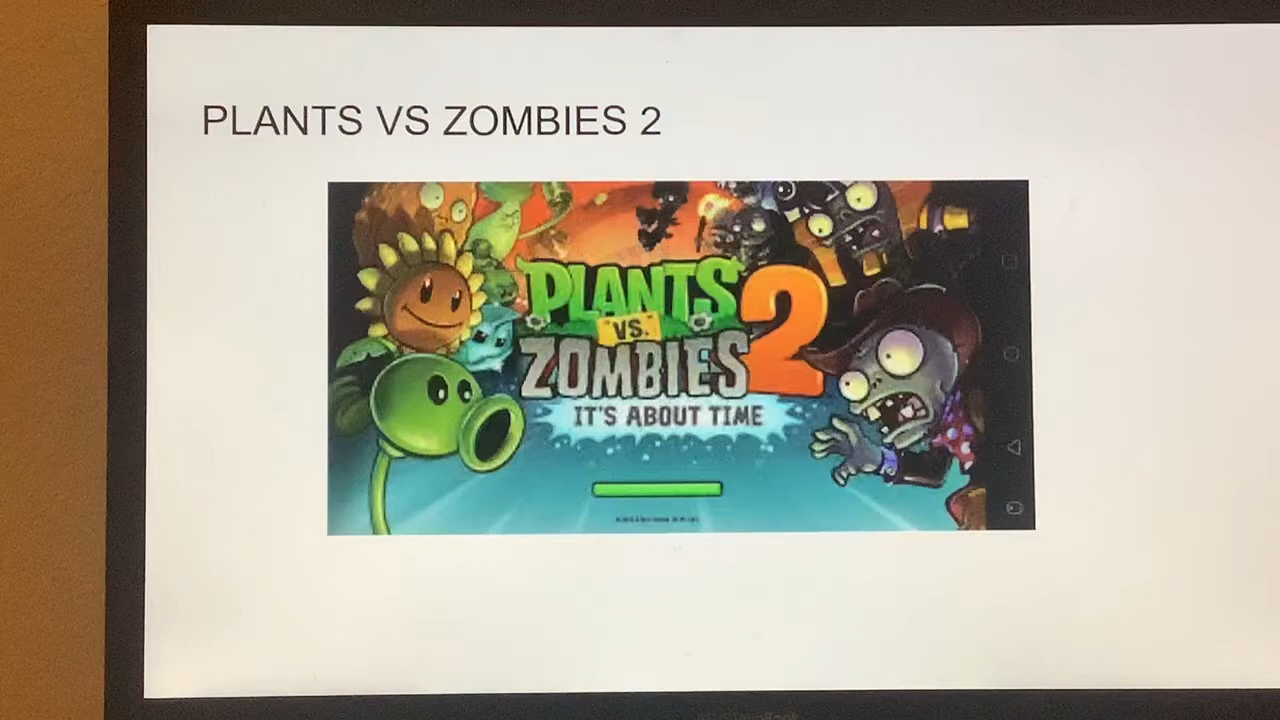 PLANTS VS ZOMBIES 2
PLANTS
VS.
ZOMBIES 2
IT'S ABOUT TIME